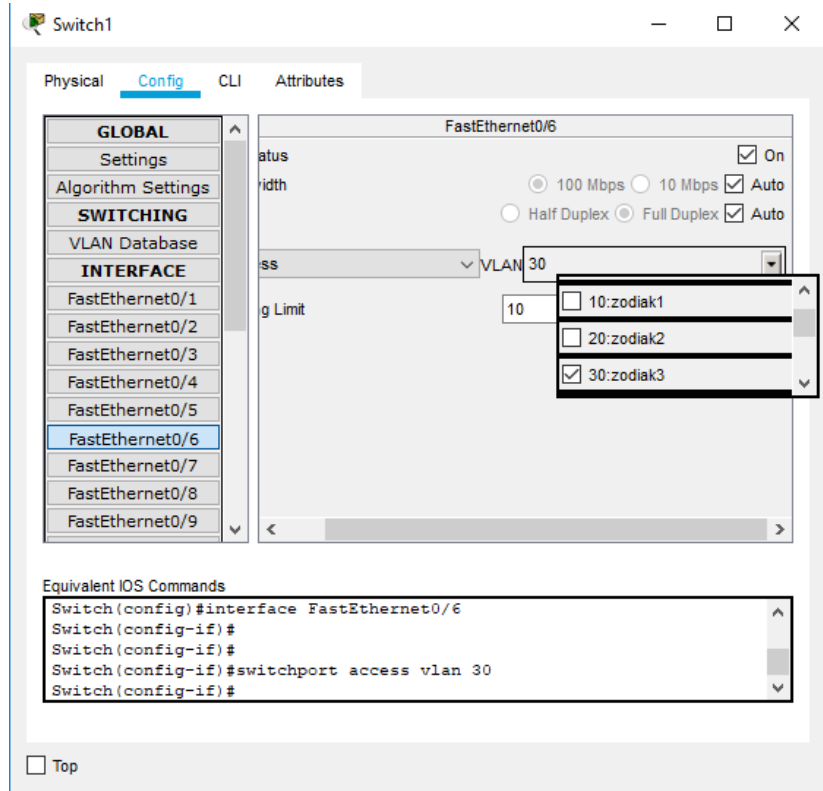 Switch1
Physical Config CLI Attributes
GLOBAL
Settings
Algorithm Settings
SWITCHING
VLAN Database
INTERFACE
FastEthernet0/1
FastEthernet0/2
FastEthernet0/3
FastEthernet0/4
FastEthernet0/5
FastEthernet0/6
FastEthernet0/7
FastEthernet0/8
FastEthernet0/9
FastEthernet0/6
atus On
idth 100 Mbps 10 Mbps Auto
Half Duplex Full Duplex Auto
ss VLAN 30
10:zodiak1
g Limit 10
20:zodiak2
30:zodiak3
Equivalent IOS Commands
Switch(config)#interface FastEthernet0/6
Switch(config-if)#
Switch(config-if)#
Switch(config-if)#switchport access vlan 30
Switch(config-if)#
Top